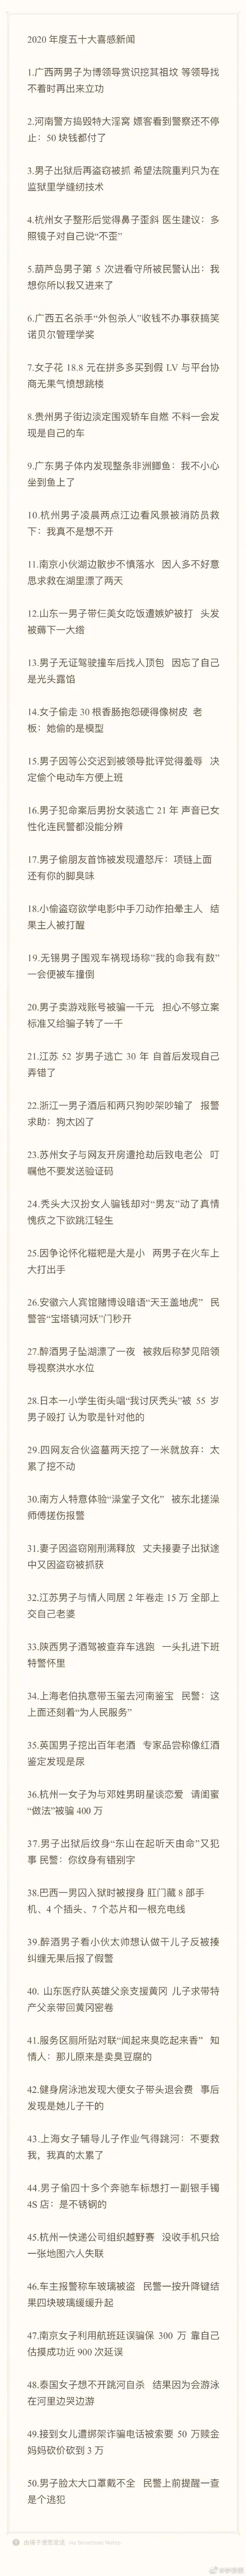 2020 年度五十大喜感新闻
1.广西两男子为博领导赏识挖其祖坟 等领导找
不着时再出来立功
2.河南警方捣毁特大淫窝 嫖客看到警察还不停
止：50 块钱都付了
3.男子出狱后再盗窃被抓 希望法院重判只为在
监狱里学缝纫技术
4.杭州女子整形后觉得鼻子歪斜 医生建议：多
照镜子对自己说“不歪”
5.葫芦岛男子第 5 次进看守所被民警认出：我
想你所以我又进来了
6.广西五名杀手“外包杀人”收钱不办事获搞笑
诺贝尔管理学奖
7.女子花 18.8 元在拼多多买到假 LV 与平台协
商无果气愤想跳楼
8.贵州男子街边淡定围观轿车自燃 不料一会发
现是自己的车
9.广东男子体内发现整条非洲鲫鱼：我不小心
坐到鱼上了
10.杭州男子凌晨两点江边看风景被消防员救
下：我真不是想不开
11.南京小伙湖边散步不慎落水 因人多不好意
思求救在湖里漂了两天
12.山东一男子带仨美女吃饭遭嫉妒被打 头发
被薅下一大绺
13.男子无证驾驶撞车后找人顶包 因忘了自己
是光头露馅
14.女子偷走 30 根香肠抱怨硬得像树皮 老
板：她偷的是模型
15.男子因等公交迟到被领导批评觉得羞辱 决
定偷个电动车方便上班
16.男子犯命案后男扮女装逃亡 21 年 声音已女
性化连民警都没能分辨
17.男子偷朋友首饰被发现遭怒斥：项链上面
还有你的脚臭味
18.小偷盗窃欲学电影中手刀动作拍晕主人 结
果主人被打醒
19.无锡男子围观车祸现场称“我的命我有数”
一会便被车撞倒
20.男子卖游戏账号被骗一千元 担心不够立案
标准又给骗子转了一千
21.江苏 52 岁男子逃亡 30 年 自首后发现自己
弄错了
22.浙江一男子酒后和两只狗吵架吵输了 报警
求助：狗太凶了
23.苏州女子与网友开房遭抢劫后致电老公 叮
嘱他不要发送验证码
24.秃头大汉扮女人骗钱却对“男友”动了真情
愧疚之下欲跳江轻生
25.因争论怀化糍粑是大是小 两男子在火车上
大打出手
26.安徽六人宾馆赌博设暗语“天王盖地虎” 民
警答“宝塔镇河妖”门秒开
27.醉酒男子坠湖漂了一夜 被救后称梦见陪领
导视察洪水水位
28.日本一小学生街头唱“我讨厌秃头”被 55 岁
男子殴打 认为歌是针对他的
29.四网友合伙盗墓两天挖了一米就放弃：太
累了挖不动
30.南方人特意体验“澡堂子文化” 被东北搓澡
师傅搓伤报警
31.妻子因盗窃刚刑满释放 丈夫接妻子出狱途
中又因盗窃被抓获
32.江苏男子与情人同居 2 年卷走 15 万 全部上
交自己老婆
33.陕西男子酒驾被查弃车逃跑 一头扎进下班
特警怀里
34.上海老伯执意带玉玺去河南鉴宝 民警：这
上面还刻着“为人民服务”
35.英国男子挖出百年老酒 专家品尝称像红酒
鉴定发现是尿
36.杭州一女子为与邓姓男明星谈恋爱 请闺蜜
“做法”被骗 400 万
37.男子出狱后纹身“东山在起听天由命”又犯
事 民警：你纹身有错别字
38.巴西一男囚入狱时被搜身 肛门藏 8 部手
机、4 个插头、7 个芯片和一根充电线
39.醉酒男子看小伙太帅想认做干儿子反被揍
纠缠无果后报了假警
40. 山东医疗队英雄父亲支援黄冈 儿子求带特
产父亲带回黄冈密卷
41.服务区厕所贴对联“闻起来臭吃起来香” 知
情人：那儿原来是卖臭豆腐的
42.健身房泳池发现大便女子带头退会费 事后
发现是她儿子干的
43.上海女子辅导儿子作业气得跳河：不要救
我，我真的太累了
44.男子偷四十多个奔驰车标想打一副银手镯
4S 店：是不锈钢的
45.杭州一快递公司组织越野赛 没收手机只给
一张地图六人失联
46.车主报警称车玻璃被盗 民警一按升降键结
果四块玻璃缓缓升起
47.南京女子利用航班延误骗保 300 万 靠自己
估摸成功近 900 次延误
48.泰国女子想不开跳河自杀 结果因为会游泳
在河里边哭边游
49.接到女儿遭绑架诈电话被索要 50 万赎金
妈妈砍价砍到 3 万
50.男子脸太大口罩戴不全 民警上前提醒一查
是个逃犯